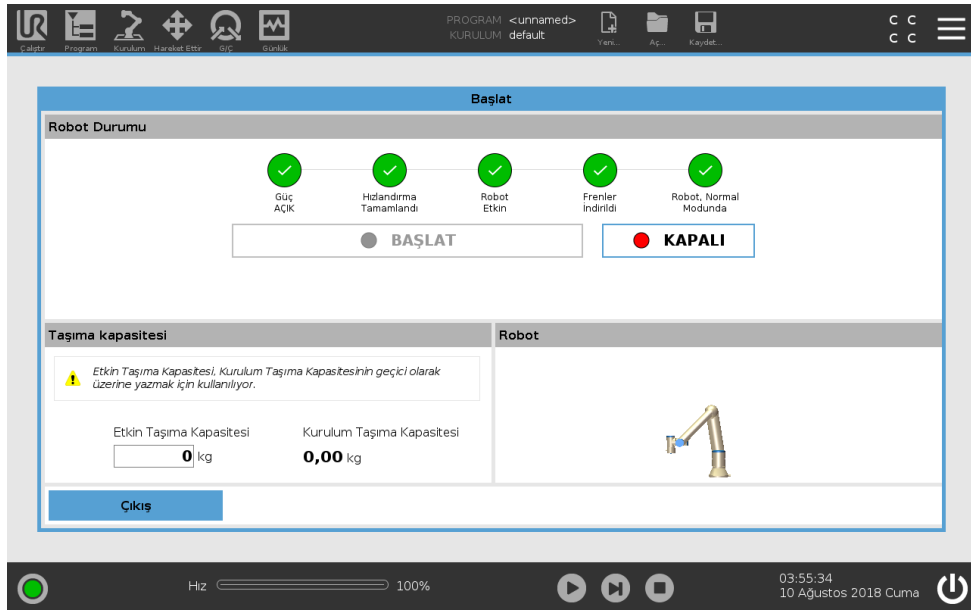 PROGRAM <unnamed>
KURULUM default
C C
C C
Çalıştır Program Kurulum Hareket Ettir G/Ç Günlük Yeni... Aç... Kaydet...
Başlat
Robot Durumu
Güç
AÇIK
Hızlandırma
Tamamlandı
Robot
Etkin
Frenler
İndirildi
Robot, Normal
Modunda
BAŞLAT
KAPALI
Taşıma kapasitesi
Robot
Etkin Taşıma Kapasitesi, Kurulum Taşıma Kapasitesinin geçici olarak
üzerine yazmak için kullanılıyor.
Etkin Taşıma Kapasitesi
Kurulum Taşıma Kapasitesi
0 kg
0,00 kg
Çıkış
Hız 100%
03:55:34
10 Ağustos 2018 Cuma